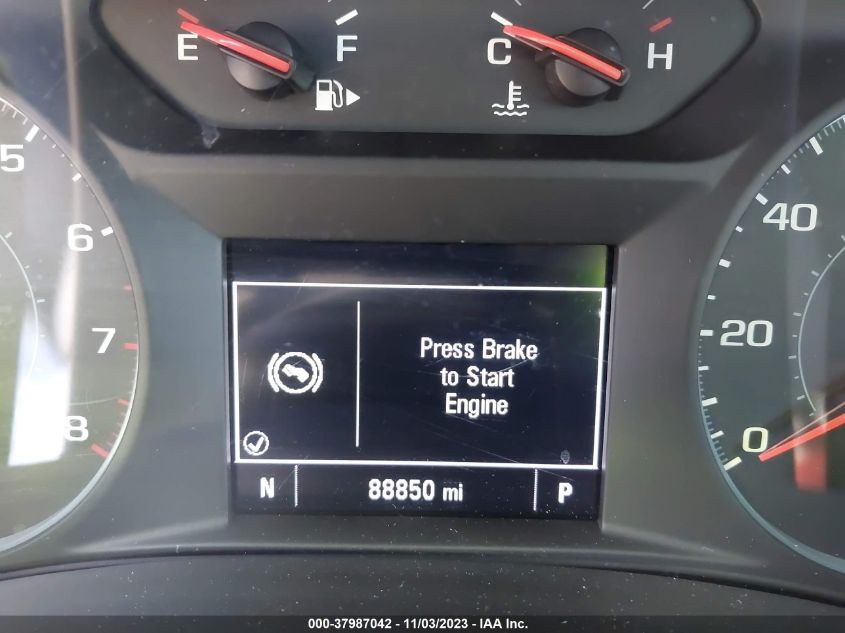 E F C H
5
6
7
8
40
20
0
Press Brake
to Start
Engine
N 88850 mi P
000-37987042 - 11/03/2023 - IAA Inc.